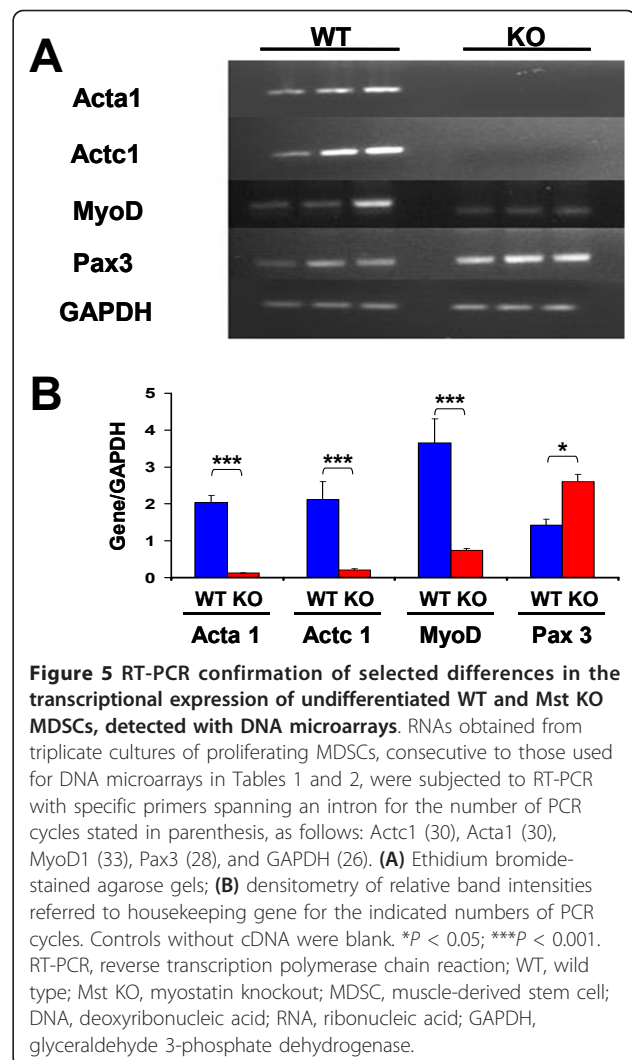 WT KO
A
Acta1
Actc1
MyoD
Pax3
GAPDH
B
5
4
3
2
1
0
Gene/GAPDH
***
***
***
*
WT KO WT KO WT KO WT KO
Acta 1 Actc 1 MyoD Pax 3
Figure 5 RT-PCR confirmation of selected differences in the
transcriptional expression of undifferentiated WT and Mst KO
MDSCs, detected with DNA microarrays. RNAs obtained from
triplicate cultures of proliferating MDSCs, consecutive to those used
for DNA microarrays in Tables 1 and 2, were subjected to RT-PCR
with specific primers spanning an intron for the number of PCR
cycles stated in parenthesis, as follows: Actc1 (30), Acta1 (30),
MyoD1 (33), Pax3 (28), and GAPDH (26). (A) Ethidium bromide-
stained agarose gels; (B) densitometry of relative band intensities
referred to housekeeping gene for the indicated numbers of PCR
cycles. Controls without cDNA were blank. *P < 0.05; ***P < 0.001.
RT-PCR, reverse transcription polymerase chain reaction; WT, wild
type; Mst KO, myostatin knockout; MDSC, muscle-derived stem cell;
DNA, deoxyribonucleic acid; RNA, ribonucleic acid; GAPDH,
glyceraldehyde 3-phosphate dehydrogenase.